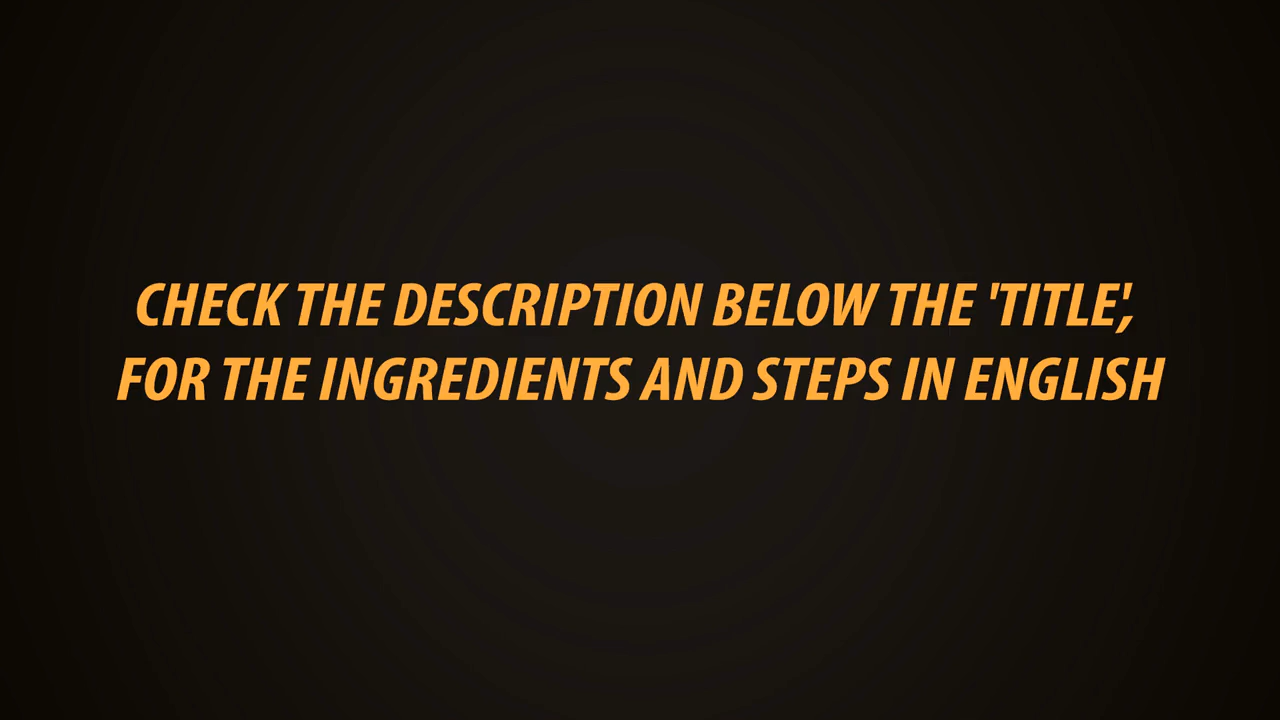 CHECK THE DESCRIPTION BELOW THE 'TITLE',
FOR THE INGREDIENTS AND STEPS IN ENGLISH